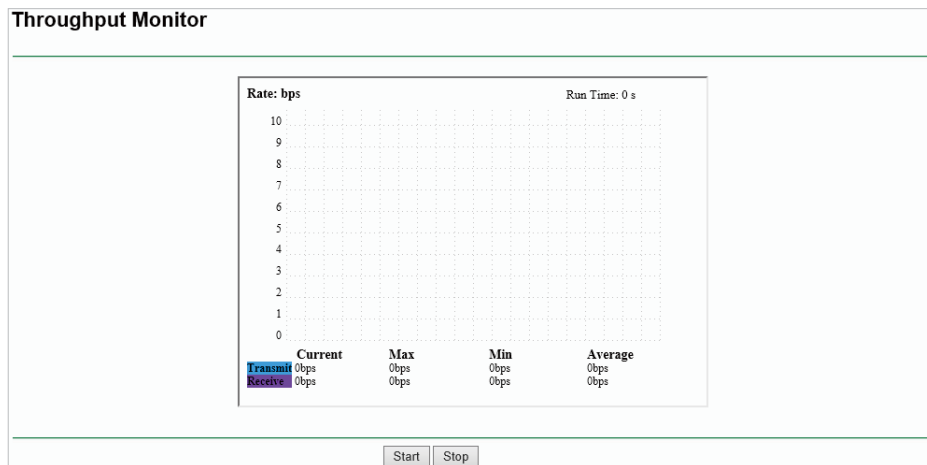 Throughput Monitor
Rate: bps Run Time: 0 s
10
9
8
7
6
5
4
3
2
1
0
Current Max Min Average
Transmit 0bps 0bps 0bps 0bps
Receive 0bps 0bps 0bps 0bps
Start Stop